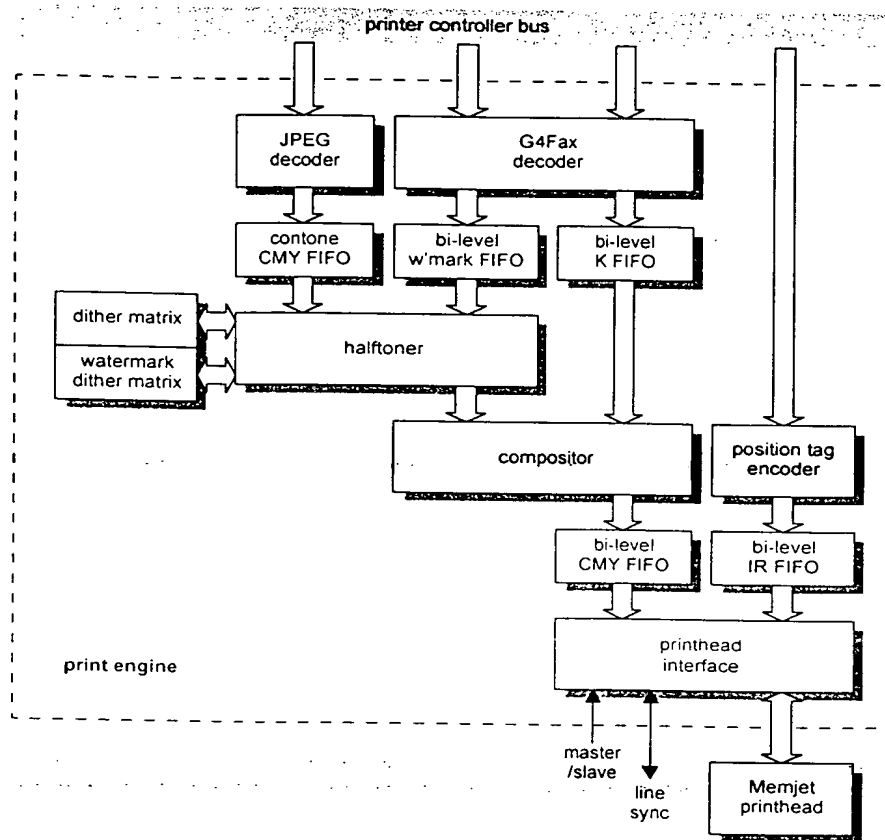 printer controller bus
JPEG
decoder
G4Fax
decoder
contone
CMY FIFO
bi-level
w'mark FIFO
bi-level
K FIFO
dither matrix
watermark
dither matrix
halftoner
compositor
position tag
encoder
bi-level
CMY FIFO
bi-level
IR FIFO
printhead
interface
print engine
master
/slave
line
sync
Memjet
printhead